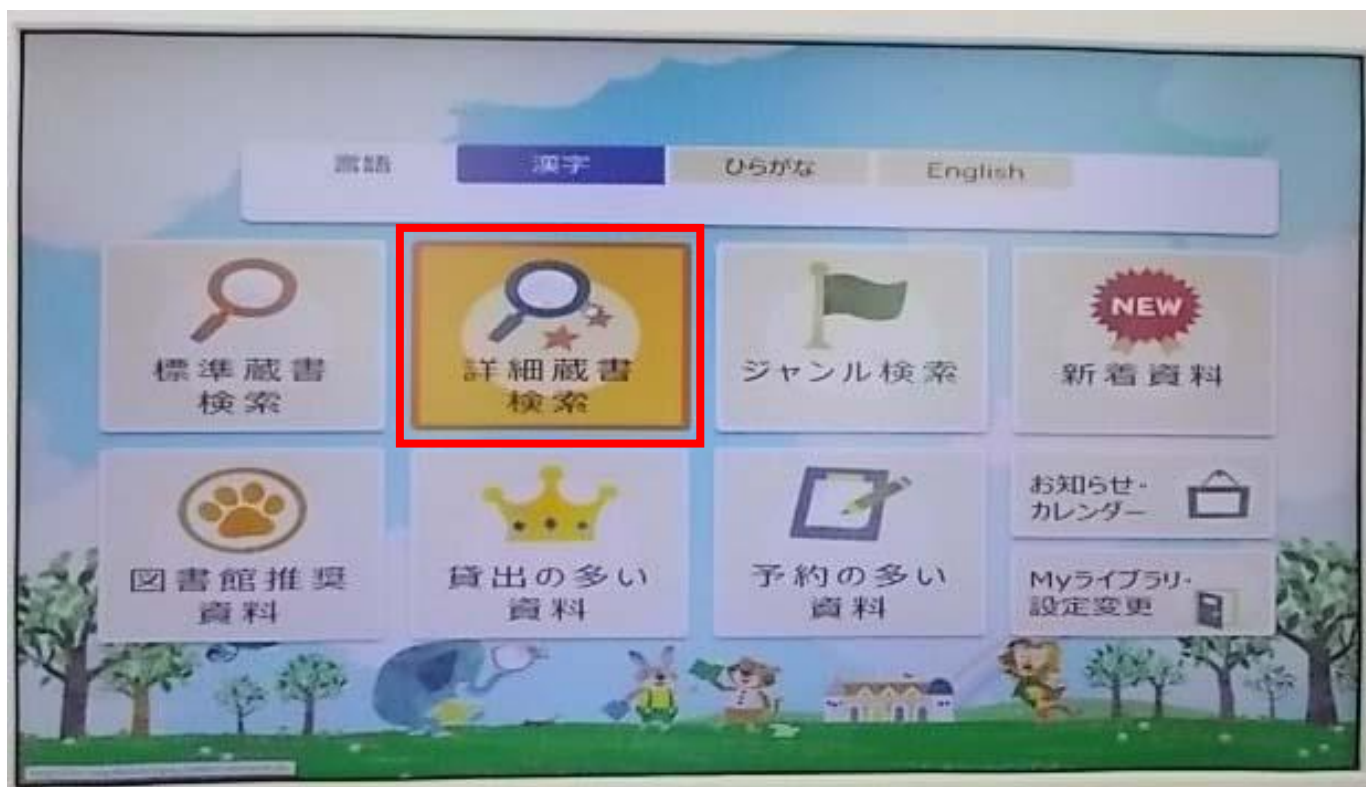 言語 漢字 ひらがな English
標準蔵書
検索
詳細蔵書
検索
ジャンル検索
NEW
新着資料
図書館推奨
資料
貸出の多い
資料
予約の多い
資料
お知らせ・
カレンダー
Myライブラリ・
設定変更